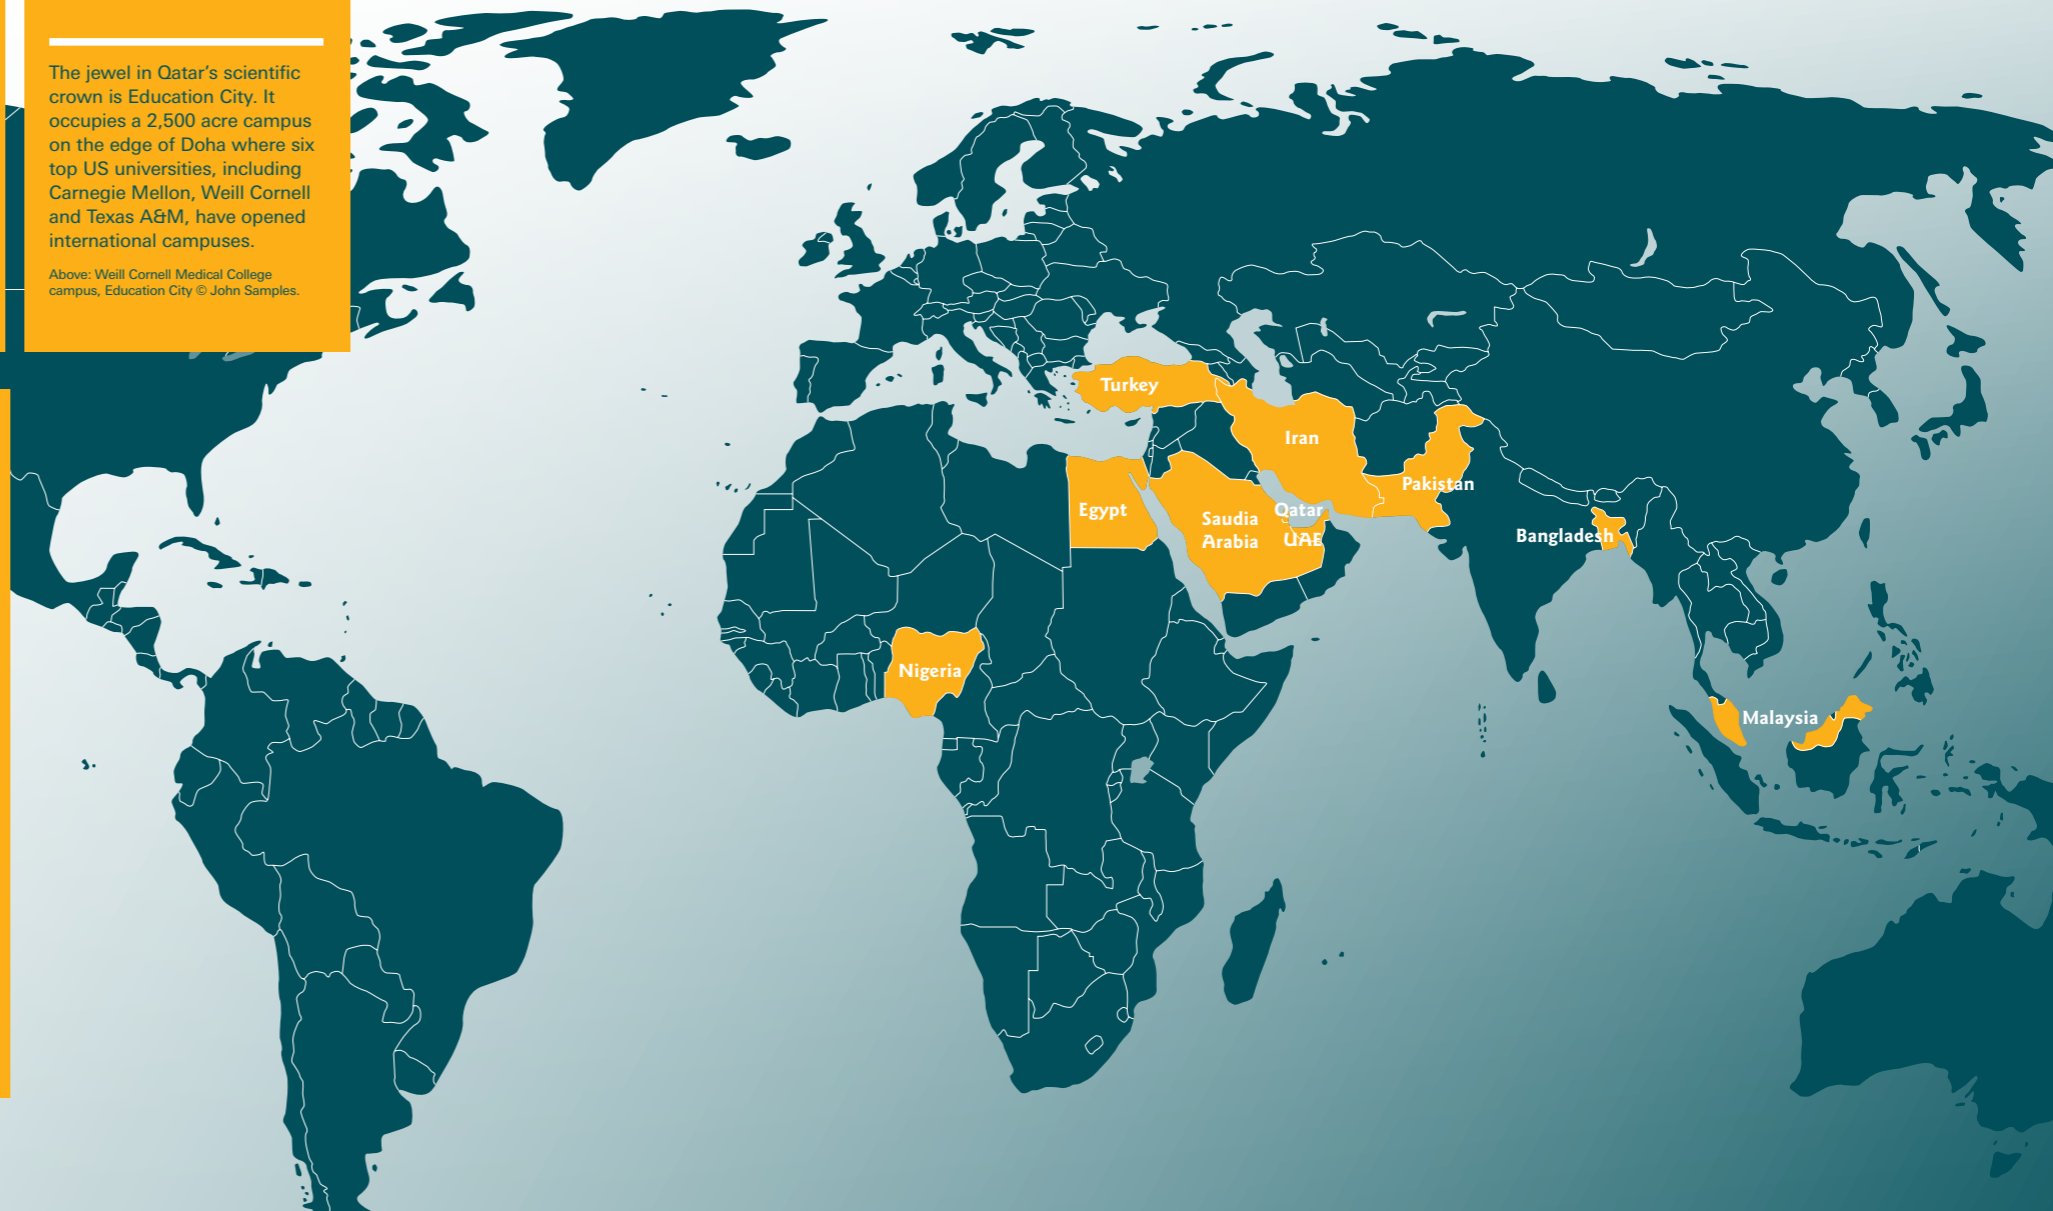 The jewel in Qatar's scientific
crown is Education City. It
occupies a 2,500 acre campus
on the edge of Doha where six
top US universities, including
Carnegie Mellon, Weill Cornell
and Texas A&M, have opened
international campuses.
Above: Weill Cornell Medical College
campus, Education City © John Samples.
Turkey
Iran
Pakistan
Egypt
Saudia
Arabia
Qatar
UAE
Bangladesh
Nigeria
Malaysia